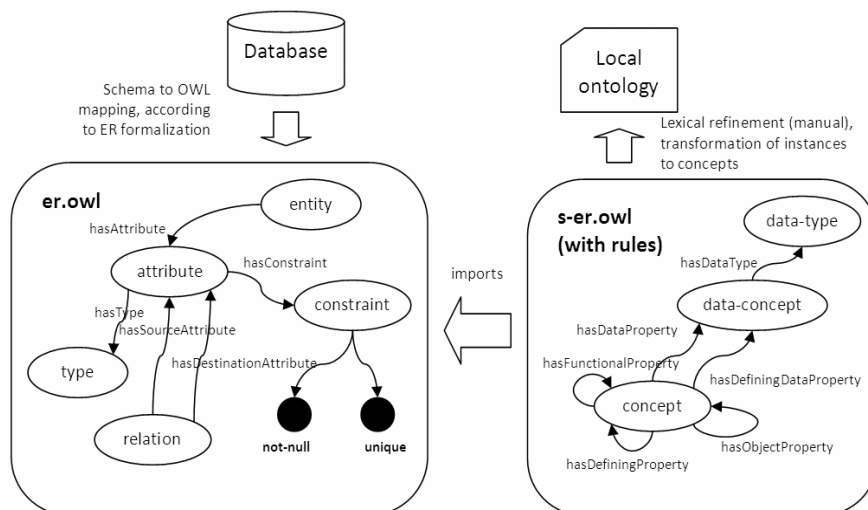 Database
Schema to OWL
mapping, according
to ER formalization
Local
ontology
Lexical refinement (manual),
transformation of instances
to concepts
er.owl
entity
hasAttribute
attribute
hasConstraint
constraint
hasType
hasSourceAttribute
hasDestinationAttribute
type
relation
not-null
unique
imports
s-er.owl
(with rules)
data-type
hasDataType
data-concept
hasDataProperty
hasFunctionalProperty
hasDefiningDataProperty
concept
hasObjectProperty
hasDefiningProperty